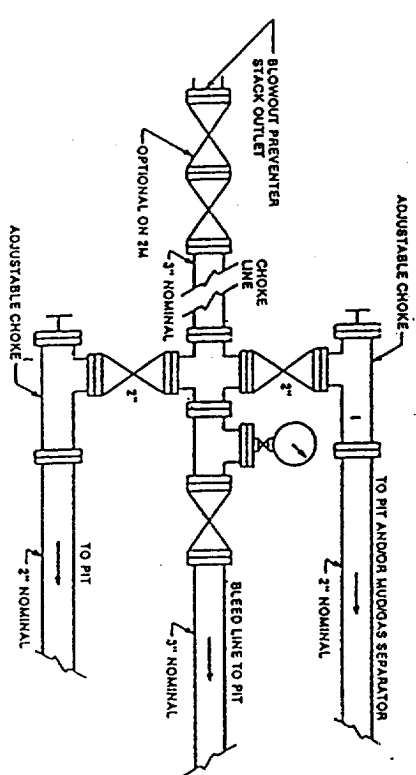 ADJUSTABLE CHOKE
TO PIT AND/OR MUD/GAS SEPARATOR
2" NOMINAL
BLOWOUT PREVENTER
STACK OUTLET
OPTIONAL ON 2M
CHOKE
LINE
3" NOMINAL
2"
2"
BLEED LINE TO PIT
3" NOMINAL
ADJUSTABLE CHOKE
TO PIT
2" NOMINAL